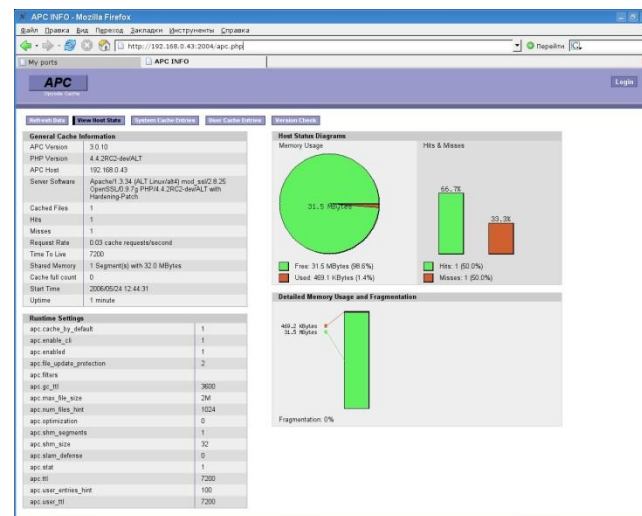 APC INFO - Mozilla Firefox
Файл Правка Вид Переход Закладки Инструменты Справка
http://192.168.0.43:2004/apc.php
Перейти
My ports
APC INFO
APC
Opcode Cache
Login
Refresh Data View Host Stats System Cache Entries User Cache Entries Version Check
General Cache Information
APC Version 3.0.10
PHP Version 4.4.2RC2-dev/ALT
APC Host 192.168.0.43
Server Software Apache/1.3.34 (ALT Linux/alt4) mod_ssl/2.8.25
OpenSSL/0.9.7g PHP/4.4.2RC2-dev/ALT with
Hardening-Patch
Cached Files 1
Hits 1
Misses 1
Request Rate 0.03 cache requests/second
Time To Live 7200
Shared Memory 1 Segment(s) with 32.0 MBytes
Cache full count 0
Start Time 2006/05/24 12:44:31
Uptime 1 minute
Runtime Settings
apc.cache_by_default 1
apc.enable_cli 1
apc.enabled 1
apc.file_update_protection 2
apc.filters
apc.gc_ttl 3600
apc.max_file_size 2M
apc.num_files_hint 1024
apc.optimization 0
apc.shm_segments 1
apc.shm_size 32
apc.slam_defense 0
apc.stat 1
apc.ttl 7200
apc.user_entries_hint 100
apc.user_ttl 7200
Host Status Diagrams
Memory Usage
Hits & Misses
31.5 MBytes
66.7%
33.3%
Free: 31.5 MBytes (98.6%)
Used: 469.1 KBytes (1.4%)
Hits: 1 (50.0%)
Misses: 1 (50.0%)
Detailed Memory Usage and Fragmentation
469.2 KBytes
31.5 MBytes
Fragmentation: 0%